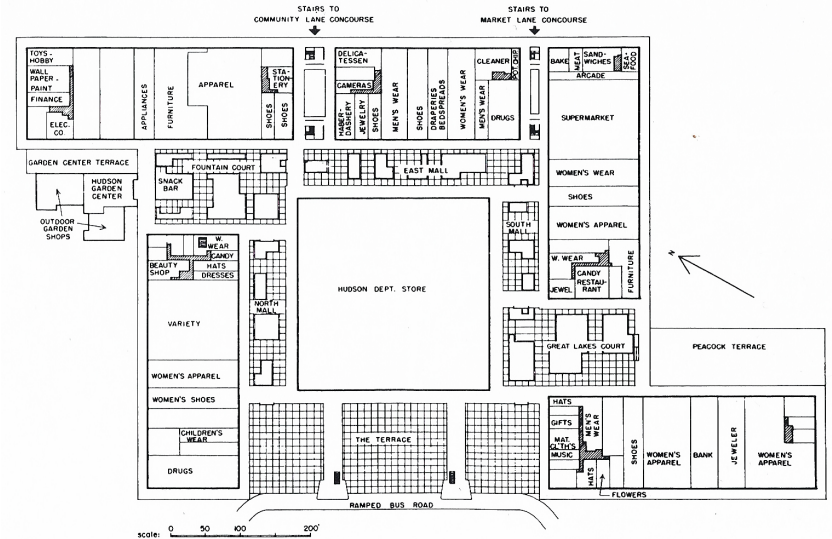 STAIRS TO
COMMUNITY LANE CONCOURSE
STAIRS TO
MARKET LANE CONCOURSE
TOYS-
HOBBY
WALL
PAPER-
PAINT
FINANCE
ELEC.
CO.
APPLIANCES
FURNITURE
APPAREL
STA-
TION-
ERY
SHOES
SHOES
DELICA-
TESSEN
CAMERAS
HABER-
DASHERY
JEWELRY
SHOES
MEN'S WEAR
SHOES
DRAPERIES
BEDSPREADS
WOMEN'S WEAR
CLEANER
POT. CHIP
MEN'S WEAR
DRUGS
BAKE
MEAT
SAND-
WICHES
SEA-
FOOD
ARCADE
SUPERMARKET
WOMEN'S WEAR
SHOES
WOMEN'S APPAREL
W. WEAR
CANDY
JEWEL
RESTAU-
RANT
FURNITURE
GARDEN CENTER TERRACE
HUDSON
GARDEN
CENTER
OUTDOOR
GARDEN
SHOPS
FOUNTAIN COURT
SNACK
BAR
EAST MALL
SOUTH
MALL
N
W.
WEAR
CANDY
BEAUTY
SHOP
HATS
DRESSES
VARIETY
WOMEN'S APPAREL
WOMEN'S SHOES
CHILDREN'S
WEAR
DRUGS
NORTH
MALL
HUDSON DEPT. STORE
GREAT LAKES COURT
PEACOCK TERRACE
THE TERRACE
HATS
GIFTS
MAT.
CL'TH'S
MUSIC
MEN'S
WEAR
HATS
FLOWERS
SHOES
WOMEN'S
APPAREL
BANK
JEWELER
WOMEN'S
APPAREL
RAMPED BUS ROAD
scale: 0 50 100 200'